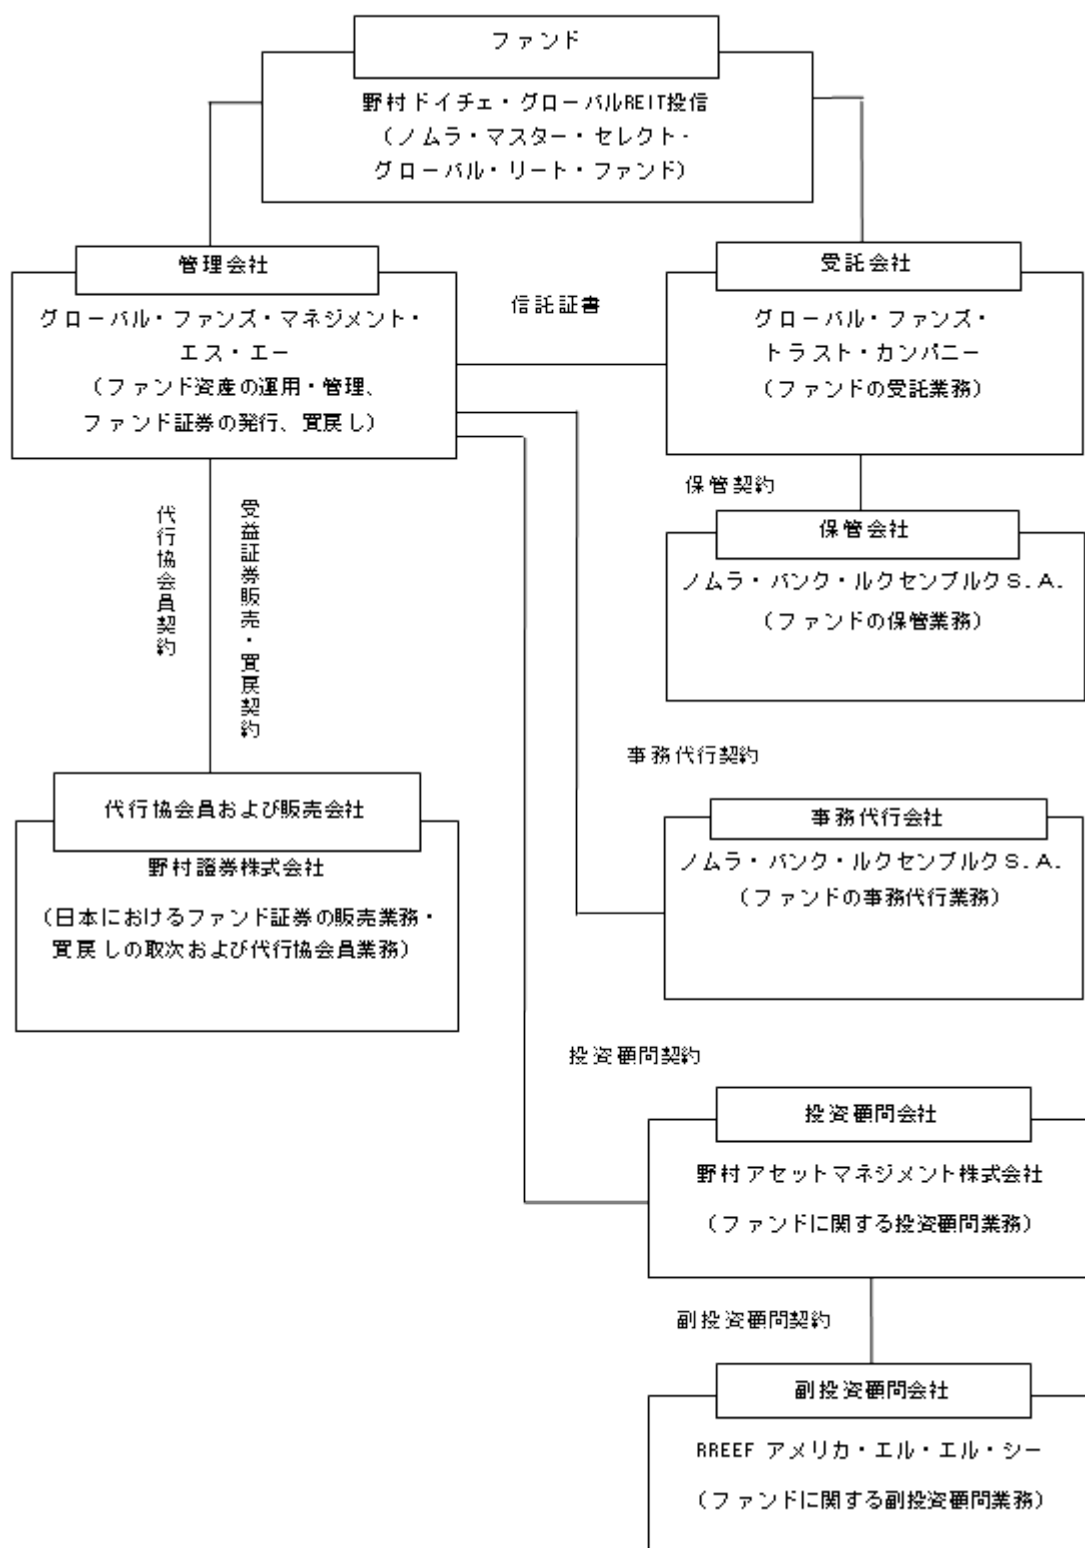 ファンド
野村ドイチェ・グローバルREIT投信
（ノムラ・マスター・セレクト-
グローバル・リート・ファンド）
管理会社
グローバル・ファンズ・マネジメント・
エス・エー
（ファンド資産の運用・管理、
ファンド証券の発行、買戻し）
信託証書
受託会社
グローバル・ファンズ・
トラスト・カンパニー
（ファンドの受託業務）
保管契約
保管会社
ノムラ・バンク・ルクセンブルクS.A.
（ファンドの保管業務）
代行協会員契約
受益証券販売・買戻契約
事務代行契約
代行協会員および販売会社
野村證券株式会社
（日本におけるファンド証券の販売業務・
買戻しの取次および代行協会員業務）
事務代行会社
ノムラ・バンク・ルクセンブルクS.A.
（ファンドの事務代行業務）
投資顧問契約
投資顧問会社
野村アセットマネジメント株式会社
（ファンドに関する投資顧問業務）
副投資顧問契約
副投資顧問会社
RREEF アメリカ・エル・エル・シー
（ファンドに関する副投資顧問業務）